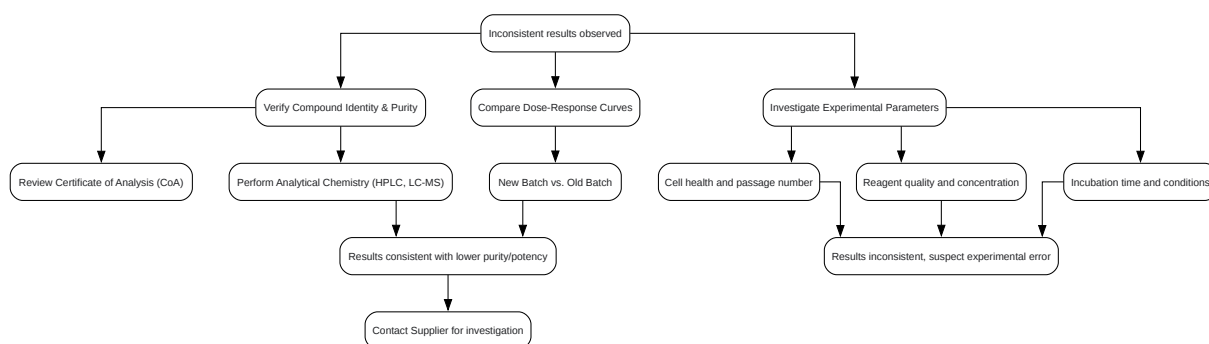 Inconsistent results observed
Verify Compound Identity & Purity
Compare Dose-Response Curves
Investigate Experimental Parameters
Review Certificate of Analysis (CoA)
Perform Analytical Chemistry (HPLC, LC-MS)
New Batch vs. Old Batch
Cell health and passage number
Reagent quality and concentration
Incubation time and conditions
Results consistent with lower purity/potency
Results inconsistent, suspect experimental error
Contact Supplier for investigation